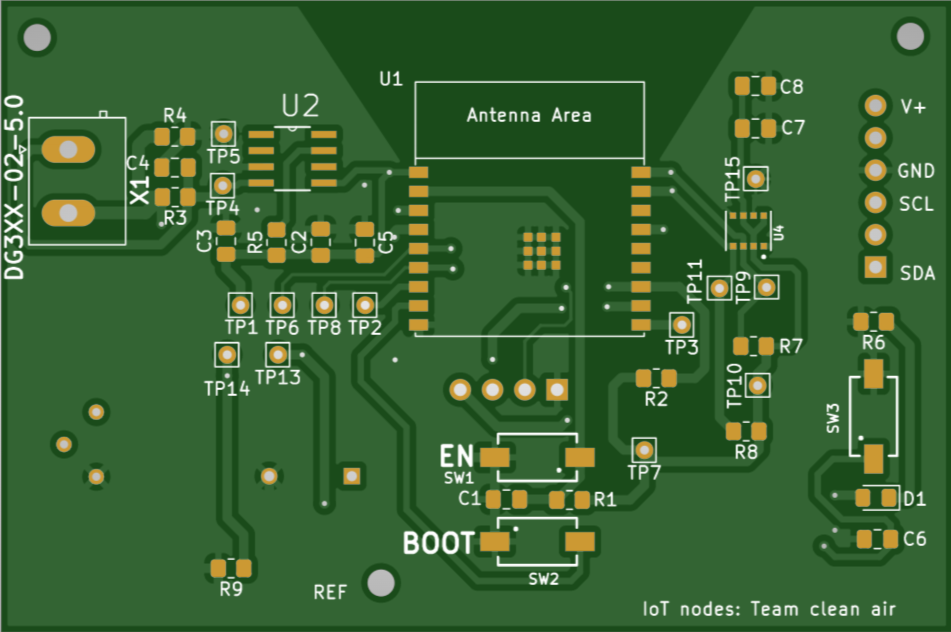 U1
C8
DG3XX-02-5.0
U2
Antenna Area
V+
R4
C7
TP5
C4
X1
TP15
GND
R3
TP4
SCL
C3
R5
C2
C5
U4
TP11
TP9
SDA
TP1
TP6
TP8
TP2
TP3
R7
R6
TP14
TP13
TP10
R2
SW3
EN
SW1
R8
TP7
C1
R1
D1
BOOT
C6
SW2
R9
REF
IoT nodes: Team clean air